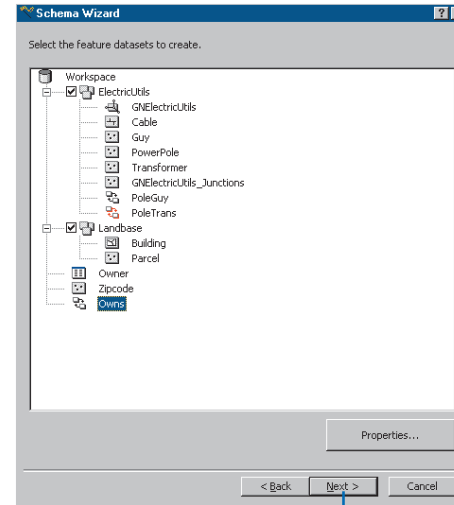 Schema Wizard
Select the feature datasets to create.
Workspace
ElectricUtils
GNElectricUtils
Cable
Guy
PowerPole
Transformer
GNElectricUtils_Junctions
PoleGuy
PoleTrans
Landbase
Building
Parcel
Owner
Zipcode
Owns
Properties...
< Back Next > Cancel